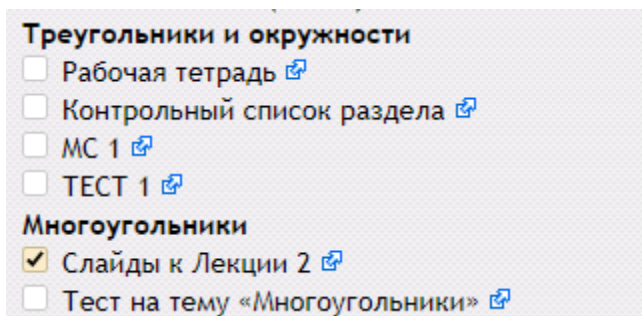 Треугольники и окружности
Рабочая тетрадь
Контрольный список раздела
МС 1
ТЕСТ 1
Многоугольники
Слайды к Лекции 2
Тест на тему «Многоугольники»